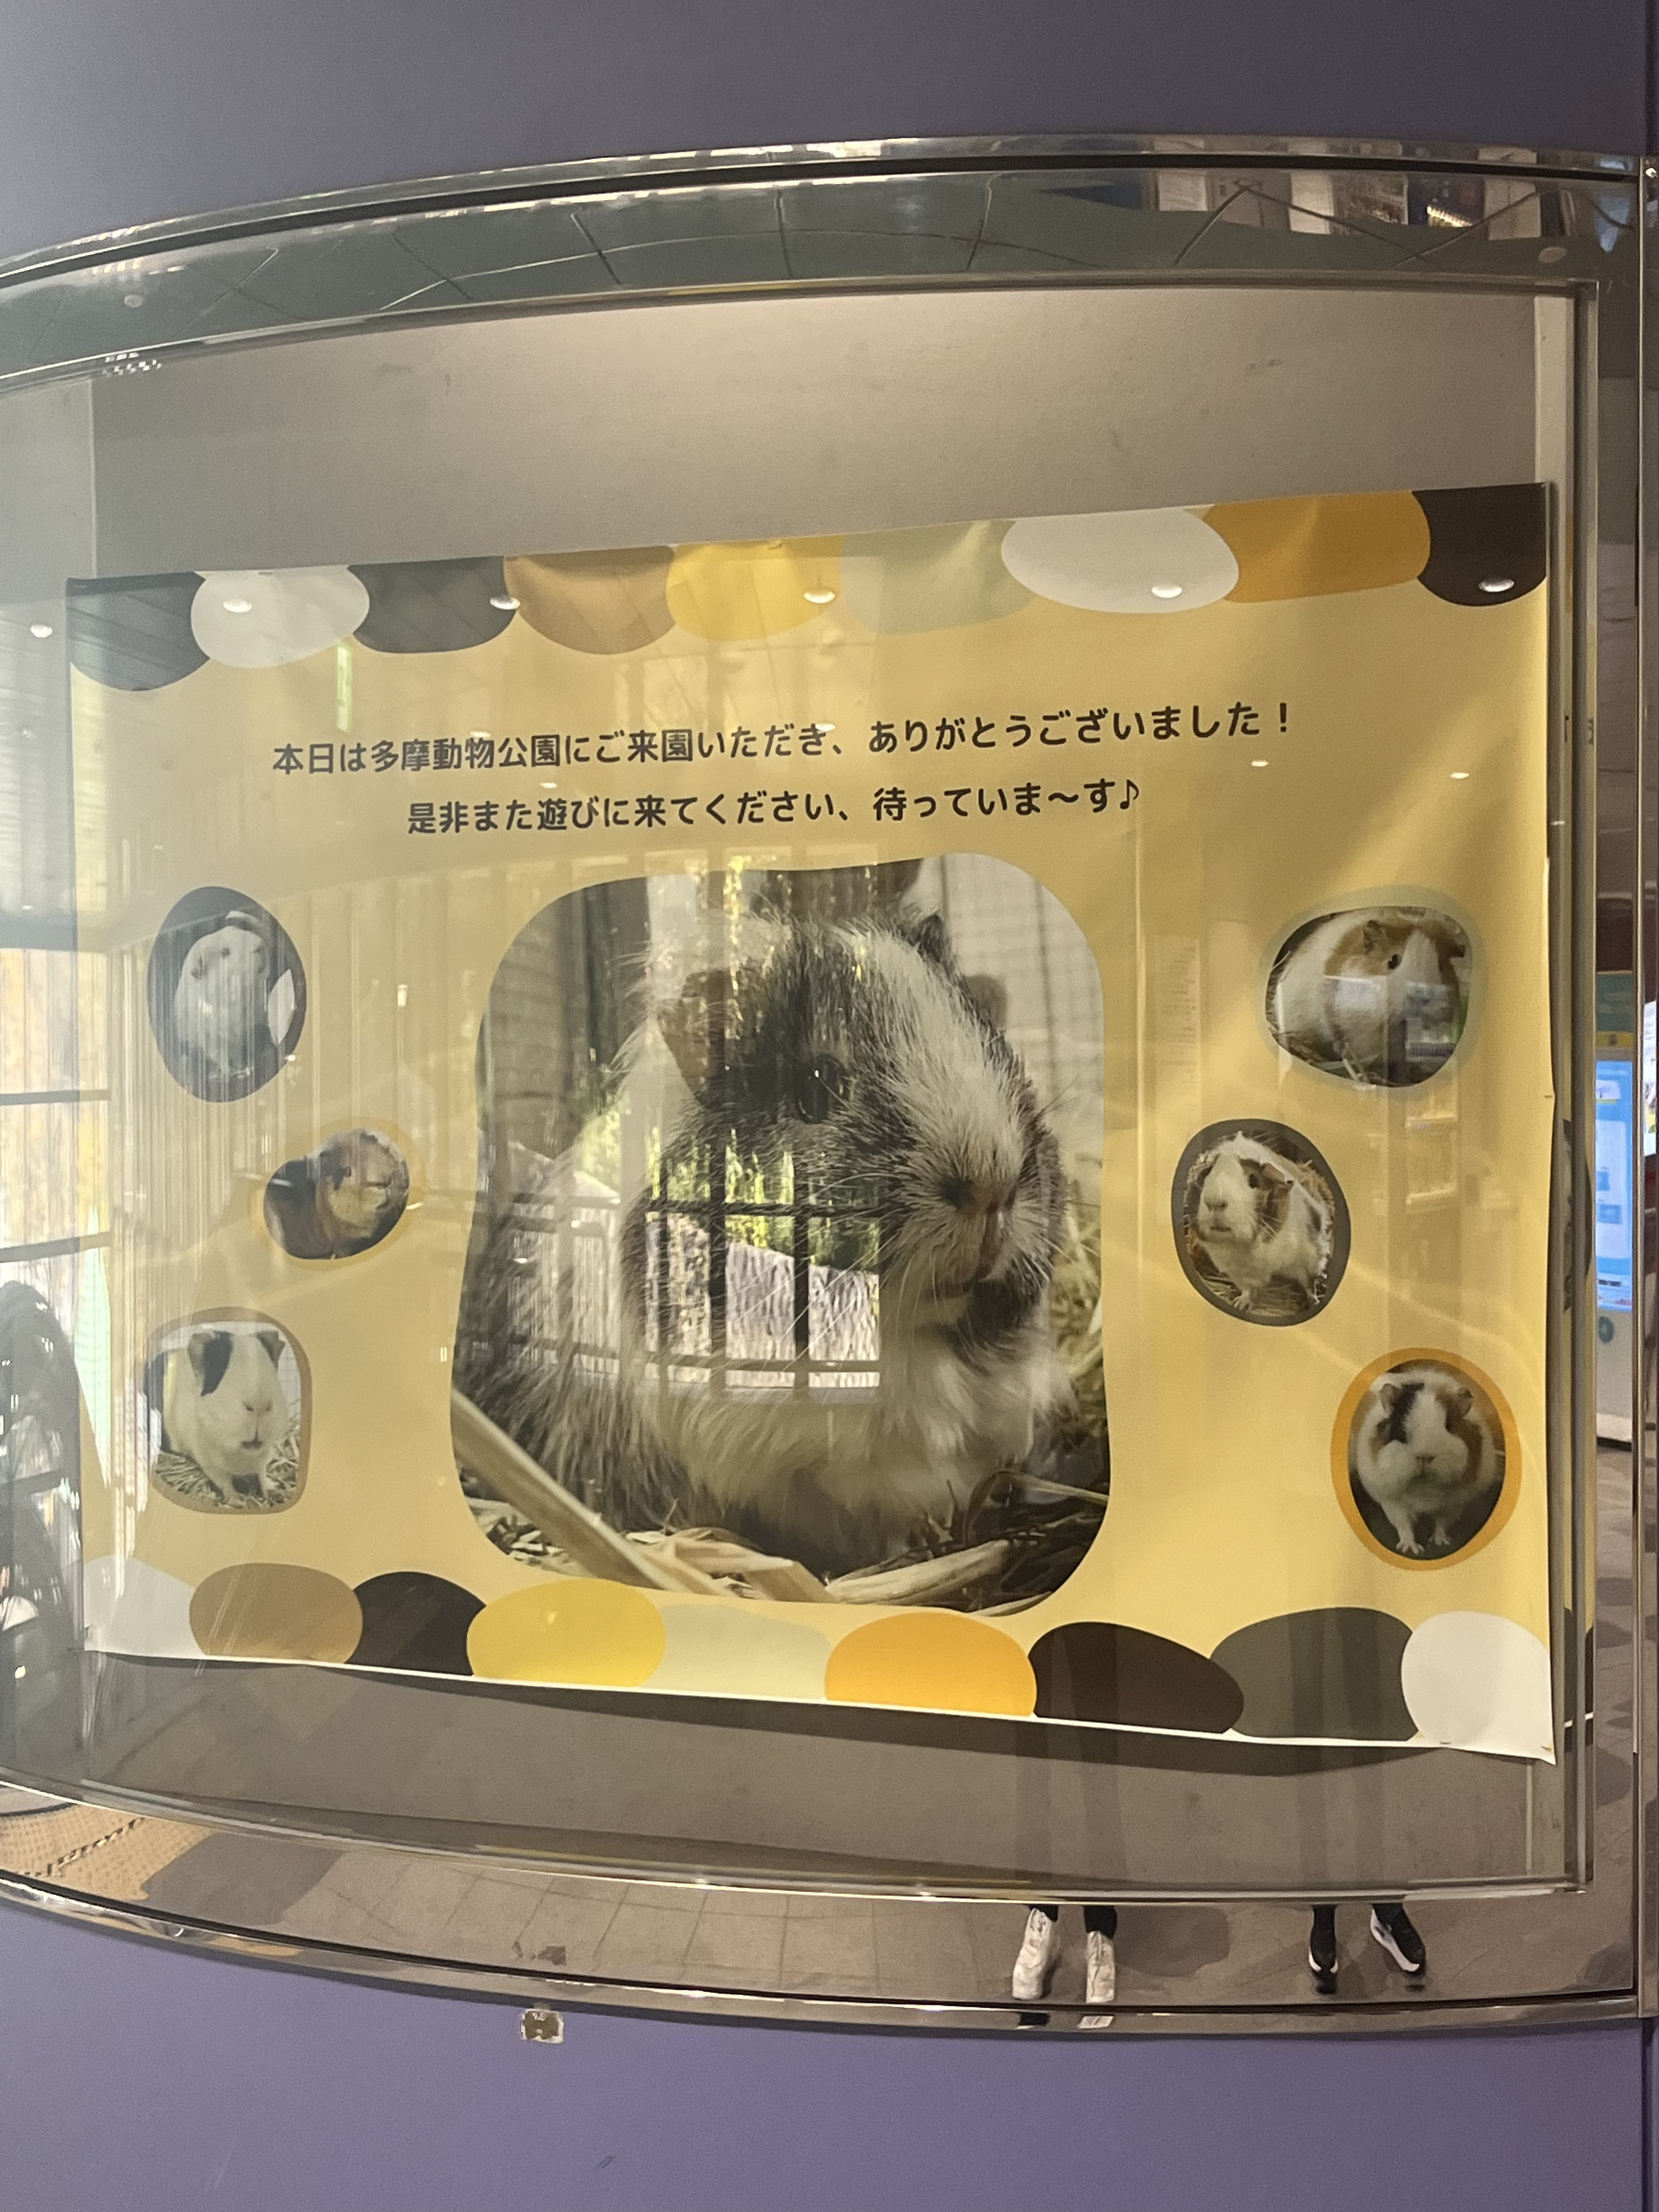 本日は多摩動物公園にご来園いただき、ありがとうございました！
是非また遊びに来てください、待っていま〜す♪